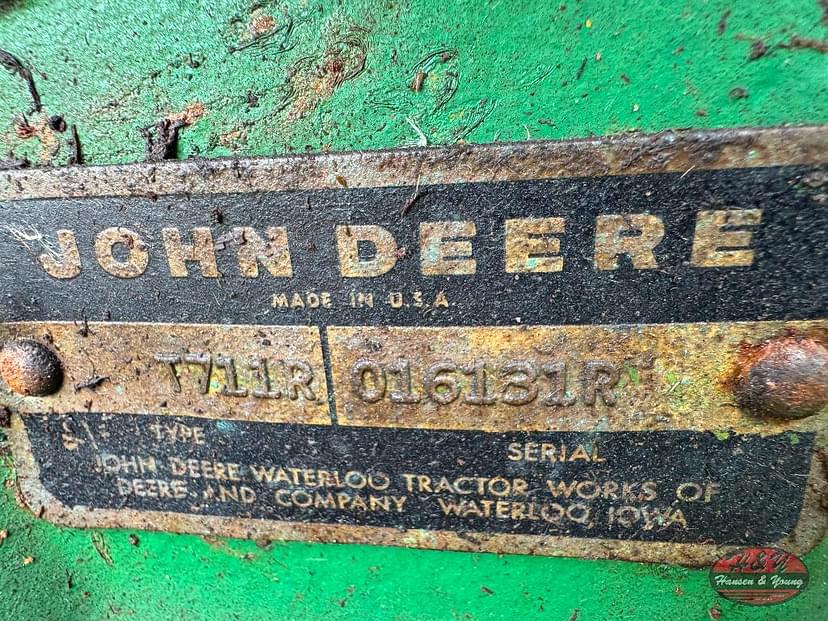 JOHN DEERE
MADE IN U.S.A.
T711R 016131R
TYPE SERIAL
JOHN DEERE WATERLOO TRACTOR WORKS OF
DEERE AND COMPANY WATERLOO, IOWA
H & Y
Hansen & Young